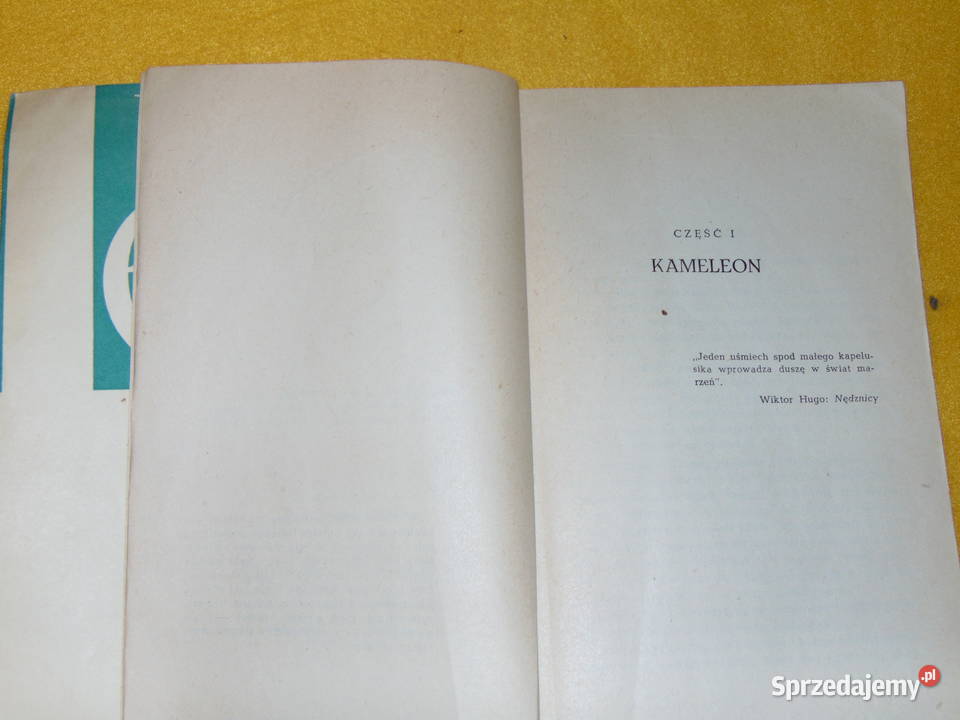 CZĘŚĆ I
KAMELEON
„Jeden uśmiech spod małego kapelu-
sika wprowadza duszę w świat ma-
rzeń”.
Wiktor Hugo: Nędznicy
Sprzedajemy.pl